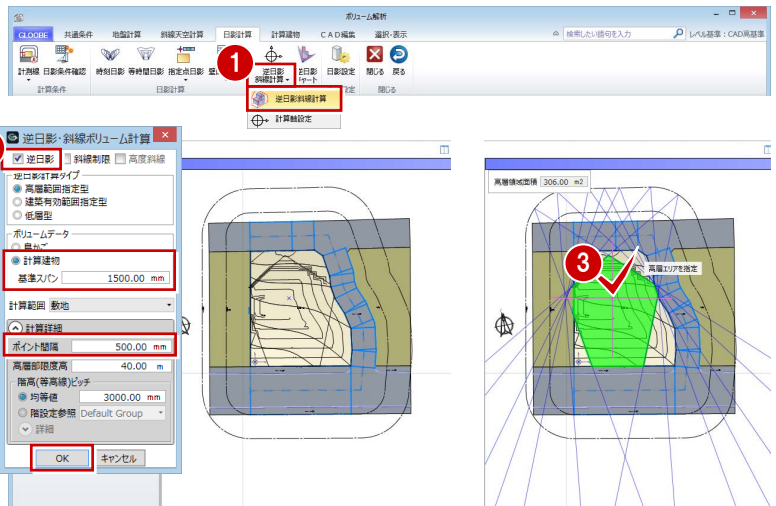 ボリューム解析
GLOOBE 共通条件 地盤計算 斜線天空計算 日影計算 計算建物 CAD編集 選択・表示
検索したい語句を入力 レベル基準：CAD高基準
計測線 日影条件確認 時刻日影 等時間日影 指定点日影 逆日影 日影設定 閉じる 戻る
斜線計算
計算条件 日影計算 閉じる
1
逆日影斜線計算
計算軸設定
逆日影・斜線ボリューム計算
逆日影 斜線制限 高度斜線
逆日影計算タイプ
高層範囲指定型
建築有効範囲指定型
低層型
ボリュームデータ
鳥かご
計算建物
基準スパン 1500.00 mm
計算範囲 敷地
計算詳細
ポイント間隔 500.00 mm
高層部限度高 40.00 m
階高(等高線)ピッチ
均等値 3000.00 mm
階設定参照 Default Group
詳細
OK キャンセル
高層領域面積 306.00 m2
3
高層エリアを指定